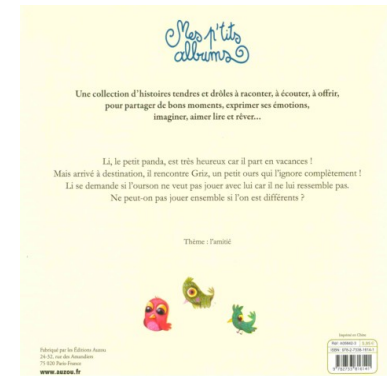 Mes p'tits
albums
Une collection d'histoires tendres et drôles à raconter, à écouter, à offrir,
pour partager de bons moments, exprimer ses émotions,
imaginer, aimer lire et rêver...
Li, le petit panda, est très heureux car il part en vacances !
Mais arrivé à destination, il rencontre Griz, un petit ours qui l'ignore complètement !
Li se demande si l'ourson ne veut pas jouer avec lui car il ne lui ressemble pas.
Ne peut-on pas jouer ensemble si l'on est différents ?
Thème : l'amitié
Imprimé en Chine
Fabriqué par les Éditions Auzou
24-32, rue des Amandiers
75 020 Paris-France
www.auzou.fr